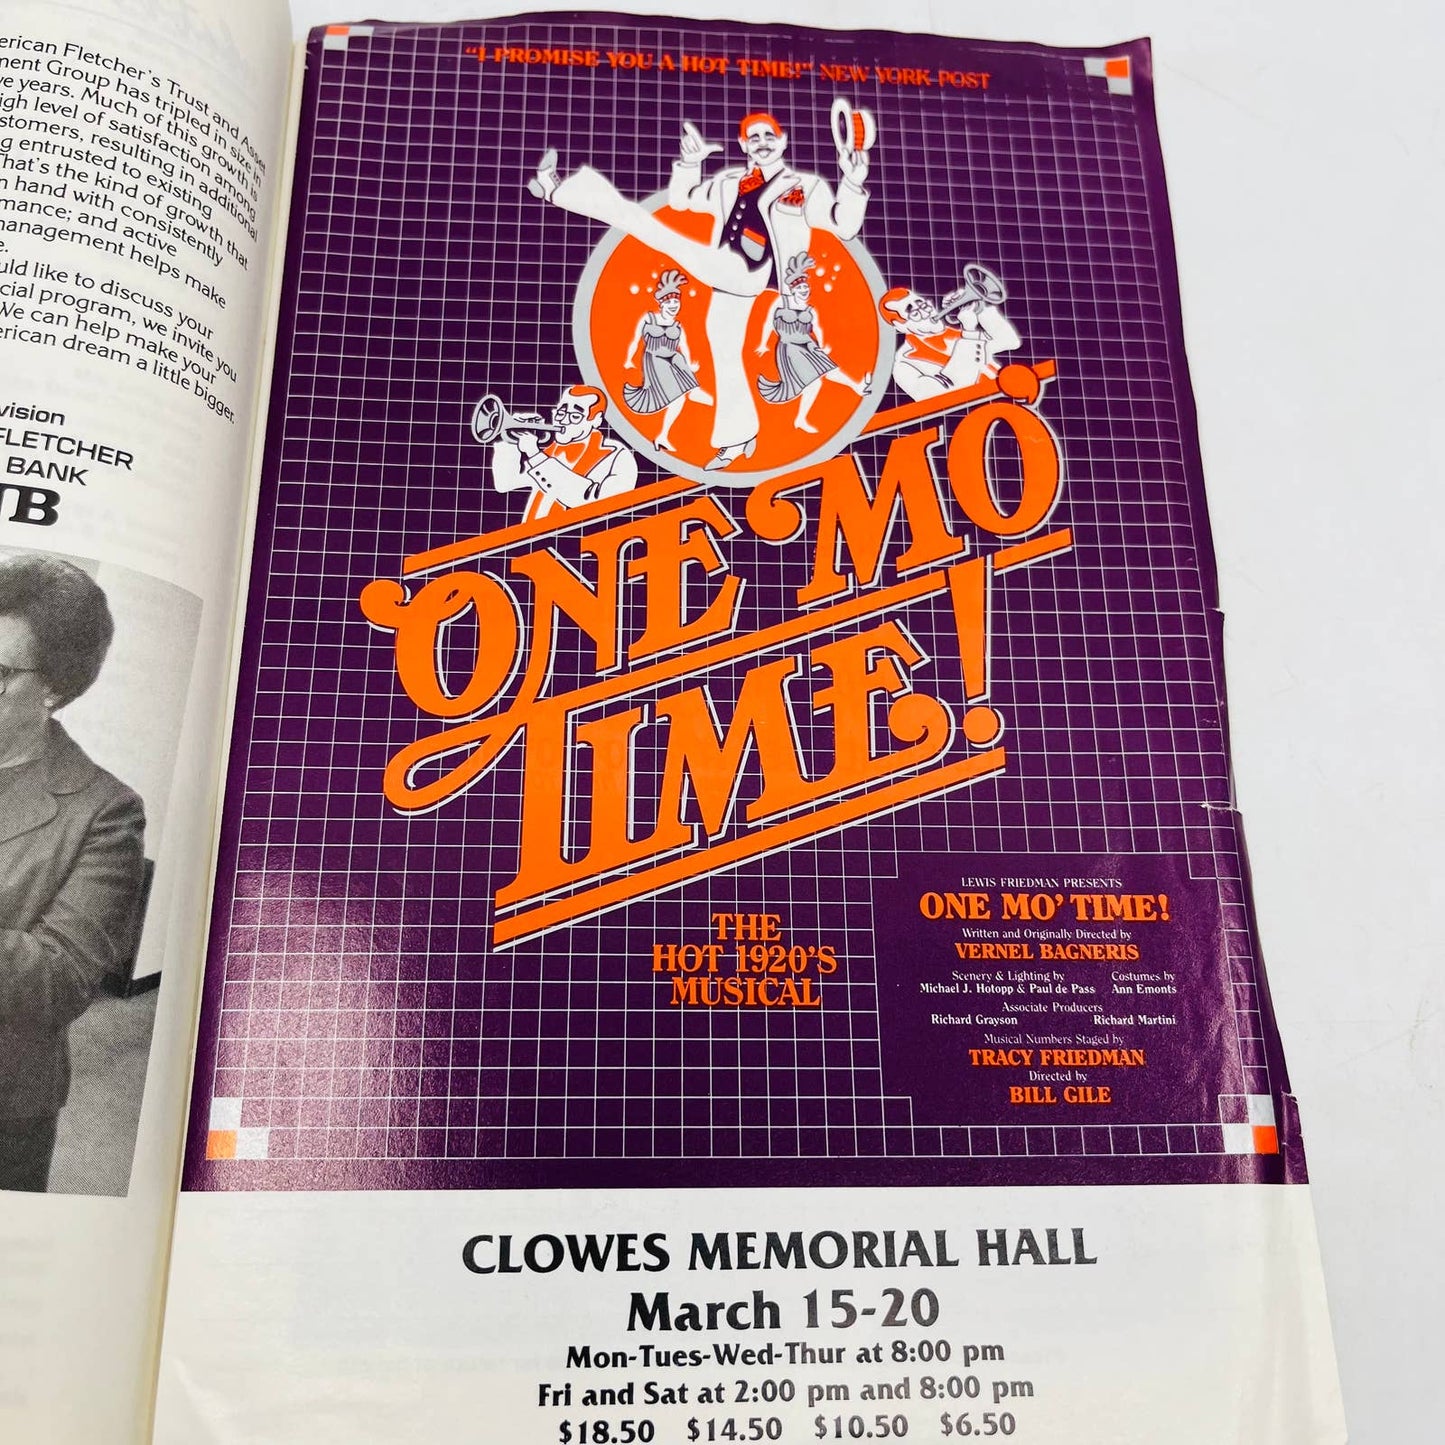 erican Fletcher's Trust and Asset
ment Group has tripled in size in
ve years. Much of this growth is
igh level of satisfaction among
stomers, resulting in additional
g entrusted to existing
That's the kind of growth that
n hand with consistently
mance; and active
management helps make
e.
uld like to discuss your
cial program, we invite you
We can help make your
erican dream a little bigger.
vision
FLETCHER
BANK
TB
"I PROMISE YOU A HOT TIME!" NEW YORK POST
ONE MO'
TIME!
THE
HOT 1920'S
MUSICAL
LEWIS FRIEDMAN PRESENTS
ONE MO' TIME!
Written and Originally Directed by
VERNEL BAGNERIS
Scenery & Lighting by Costumes by
Michael J. Hotopp & Paul de Pass Ann Emonts
Associate Producers
Richard Grayson Richard Martini
Musical Numbers Staged by
TRACY FRIEDMAN
Directed by
BILL GILE
CLOWES MEMORIAL HALL
March 15-20
Mon-Tues-Wed-Thur at 8:00 pm
Fri and Sat at 2:00 pm and 8:00 pm
$18.50 $14.50 $10.50 $6.50